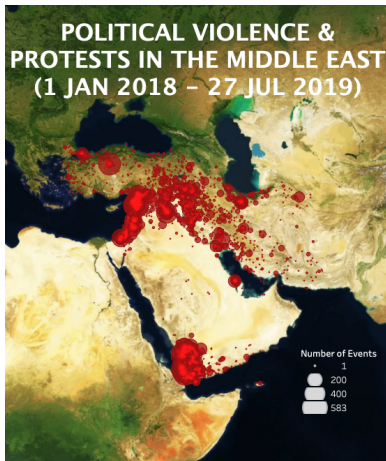 POLITICAL VIOLENCE &
PROTESTS IN THE MIDDLE EAST
(1 JAN 2018 - 27 JUL 2019)
Number of Events
1
200
400
583